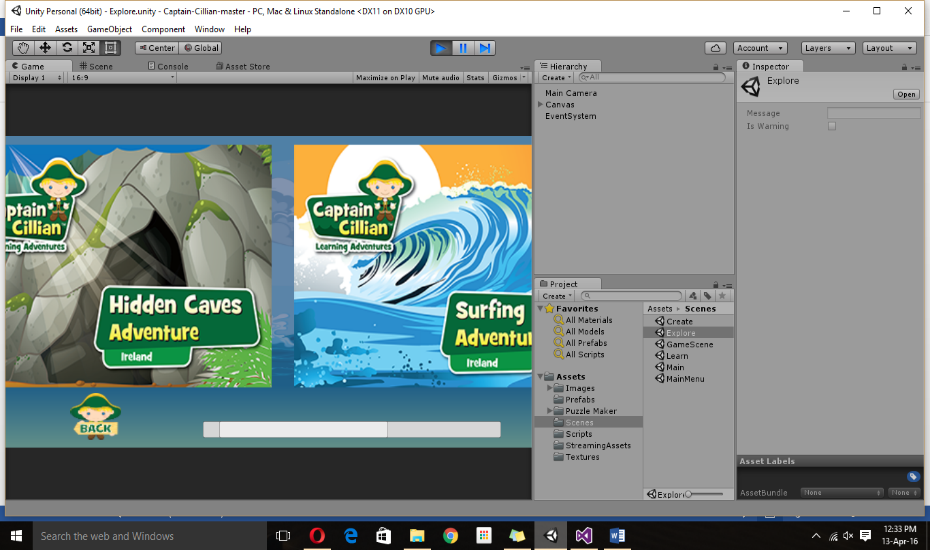 Unity Personal (64bit) - Explore.unity - Captain-Cillian-master - PC, Mac & Linux Standalone <DX11 on DX10 GPU>
File Edit Assets GameObject Component Window Help
Center Global Account Layers Layout
Game Scene Console Asset Store
Display 1 16:9 Maximize on Play Mute audio Stats Gizmos
Hierarchy
Create All
Main Camera
Canvas
EventSystem
Inspector
Explore
Open
Message
Is Warning
ptain
Cillian
ning Adventures
Hidden Caves
Adventure
Ireland
Captain
Cillian
Learning Adventures
Surfing
Adventu
Ireland
BACK
Project
Create
Favorites
All Materials
All Models
All Prefabs
All Scripts
Assets
Images
Prefabs
Puzzle Maker
Scenes
Scripts
StreamingAssets
Textures
Assets Scenes
Create
Explore
GameScene
Learn
Main
MainMenu
Explore
Asset Labels
AssetBundle None None
Search the web and Windows
12:33 PM
13-Apr-16